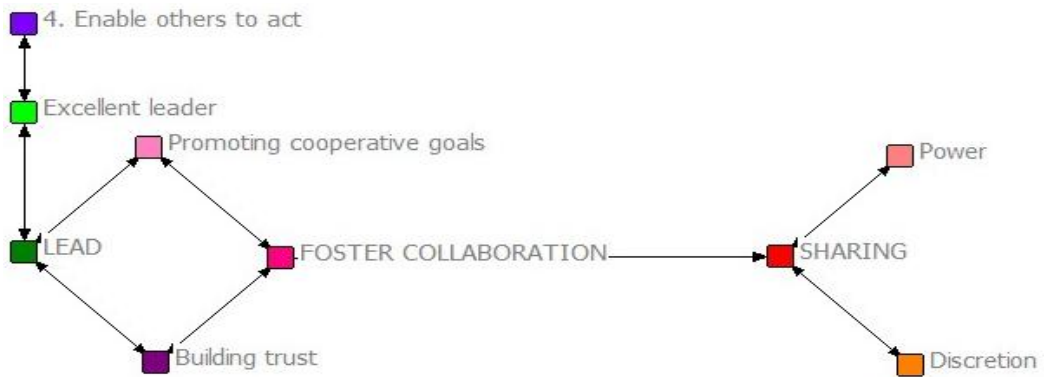 4. Enable others to act
Excellent leader
Promoting cooperative goals
Power
LEAD
FOSTER COLLABORATION
SHARING
Building trust
Discretion